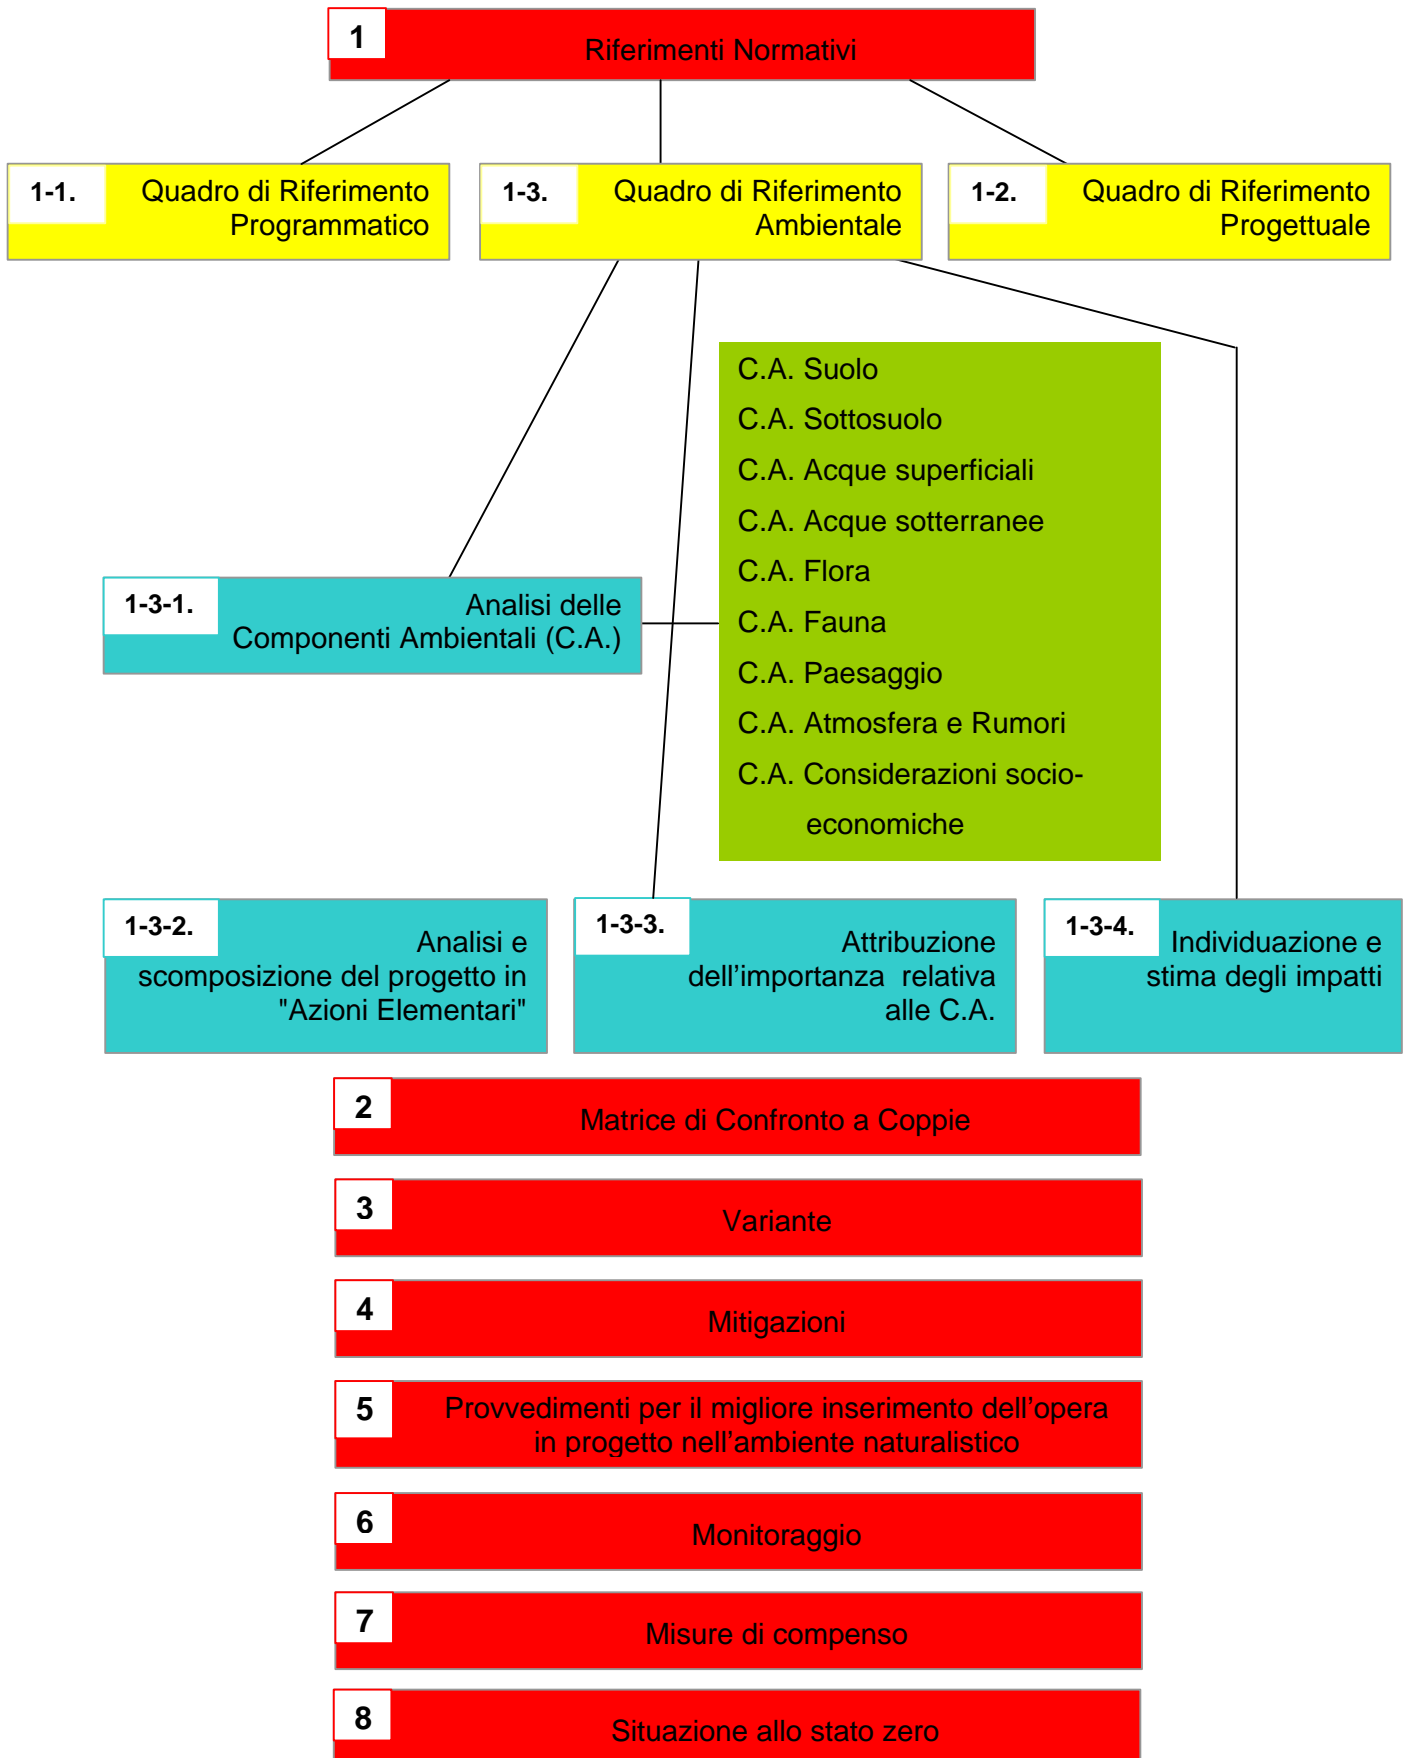 1
Riferimenti Normativi
1-1.
Quadro di Riferimento
Programmatico
1-3.
Quadro di Riferimento
Ambientale
1-2.
Quadro di Riferimento
Progettuale
C.A. Suolo
C.A. Sottosuolo
C.A. Acque superficiali
C.A. Acque sotterranee
C.A. Flora
C.A. Fauna
C.A. Paesaggio
C.A. Atmosfera e Rumori
C.A. Considerazioni socio-
economiche
1-3-1.
Analisi delle
Componenti Ambientali (C.A.)
1-3-2.
Analisi e
scomposizione del progetto in
"Azioni Elementari"
1-3-3.
Attribuzione
dell’importanza relativa
alle C.A.
1-3-4.
Individuazione e
stima degli impatti
2
Matrice di Confronto a Coppie
3
Variante
4
Mitigazioni
5
Provvedimenti per il migliore inserimento dell’opera
in progetto nell’ambiente naturalistico
6
Monitoraggio
7
Misure di compenso
8
Situazione allo stato zero